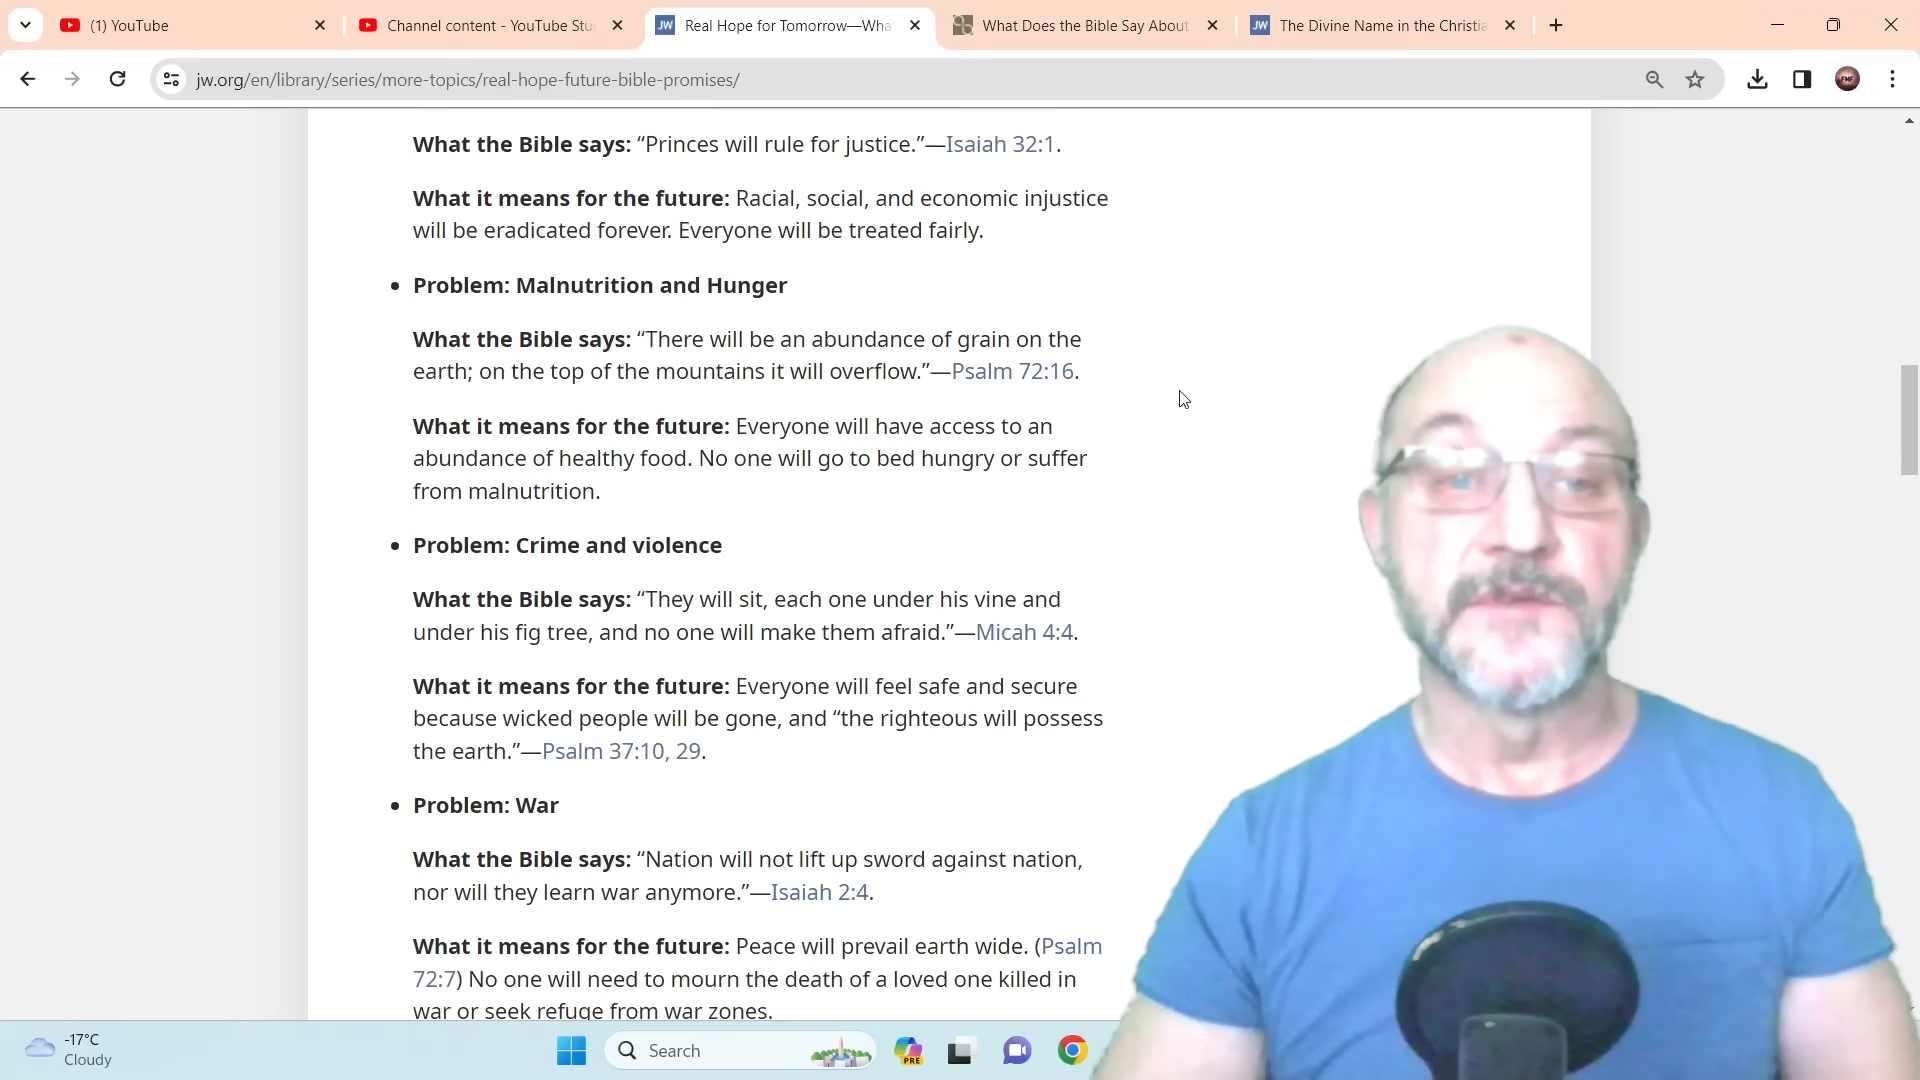 (1) YouTube
Channel content - YouTube Stu
Real Hope for Tomorrow—Wha
What Does the Bible Say About
The Divine Name in the Christia
jw.org/en/library/series/more-topics/real-hope-future-bible-promises/
What the Bible says: “Princes will rule for justice.”—Isaiah 32:1.
What it means for the future: Racial, social, and economic injustice
will be eradicated forever. Everyone will be treated fairly.
• Problem: Malnutrition and Hunger
What the Bible says: “There will be an abundance of grain on the
earth; on the top of the mountains it will overflow.”—Psalm 72:16.
What it means for the future: Everyone will have access to an
abundance of healthy food. No one will go to bed hungry or suffer
from malnutrition.
• Problem: Crime and violence
What the Bible says: “They will sit, each one under his vine and
under his fig tree, and no one will make them afraid.”—Micah 4:4.
What it means for the future: Everyone will feel safe and secure
because wicked people will be gone, and “the righteous will possess
the earth.”—Psalm 37:10, 29.
• Problem: War
What the Bible says: “Nation will not lift up sword against nation,
nor will they learn war anymore.”—Isaiah 2:4.
What it means for the future: Peace will prevail earth wide. (Psalm
72:7) No one will need to mourn the death of a loved one killed in
war or seek refuge from war zones.
-17°C
Cloudy
Search
PRE
JW
JW